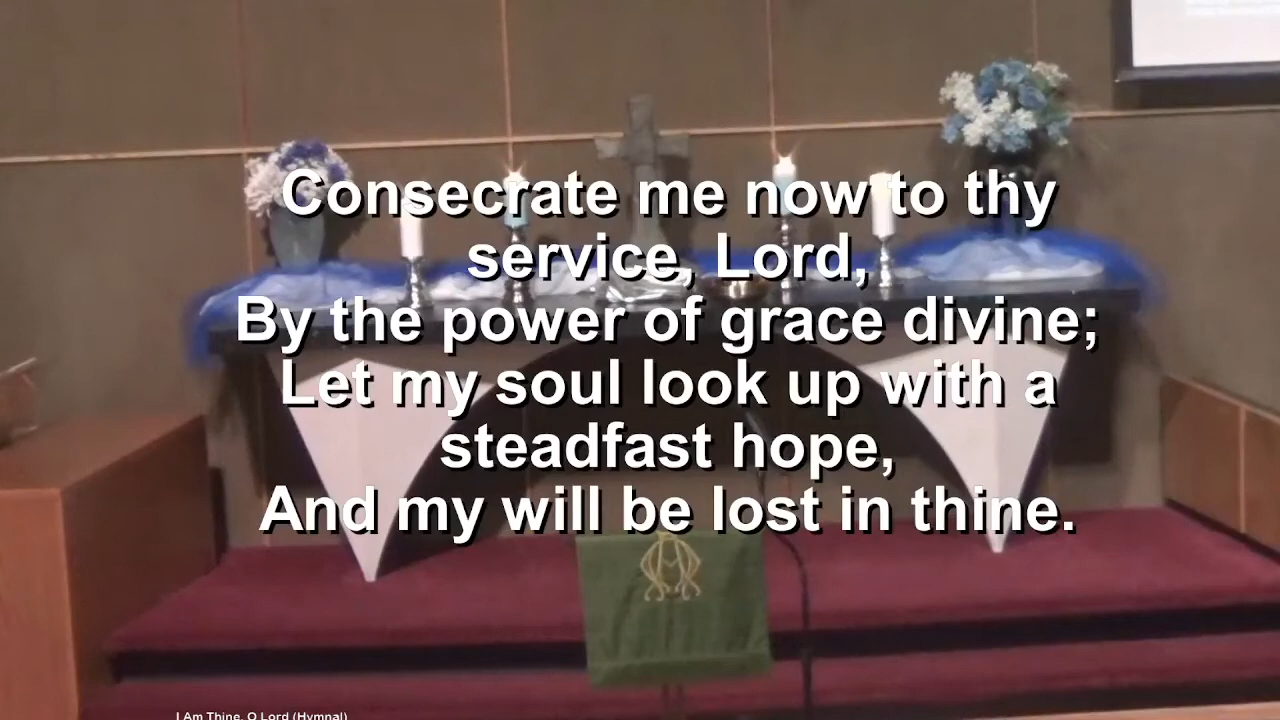 Consecrate me now to thy
service, Lord,
By the power of grace divine;
Let my soul look up with a
steadfast hope,
And my will be lost in thine.
I Am Thine, O Lord (Hymnal)